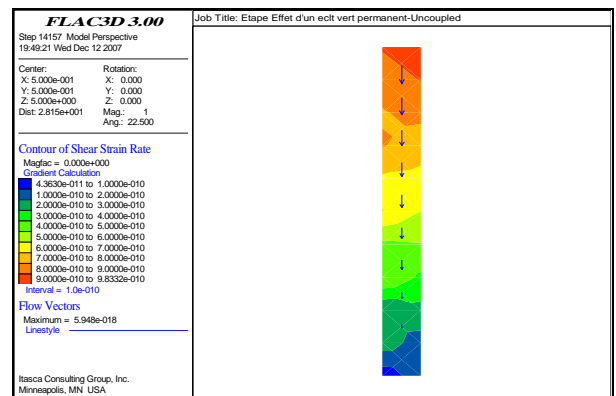 FLAC3D 3.00
Step 14157 Model Perspective
19:49:21 Wed Dec 12 2007
Center:
X: 5.000e-001
Y: 5.000e-001
Z: 5.000e+000
Dist: 2.815e+001
Rotation:
X: 0.000
Y: 0.000
Z: 0.000
Mag.: 1
Ang.: 22.500
Contour of Shear Strain Rate
Magfac = 0.000e+000
Gradient Calculation
4.3630e-011 to 1.0000e-010
1.0000e-010 to 2.0000e-010
2.0000e-010 to 3.0000e-010
3.0000e-010 to 4.0000e-010
4.0000e-010 to 5.0000e-010
5.0000e-010 to 6.0000e-010
6.0000e-010 to 7.0000e-010
7.0000e-010 to 8.0000e-010
8.0000e-010 to 9.0000e-010
9.0000e-010 to 9.8332e-010
Interval = 1.0e-010
Flow Vectors
Maximum = 5.948e-018
Linestyle
Itasca Consulting Group, Inc.
Minneapolis, MN USA
Job Title: Etape Effet d'un eclt vert permanent-Uncoupled